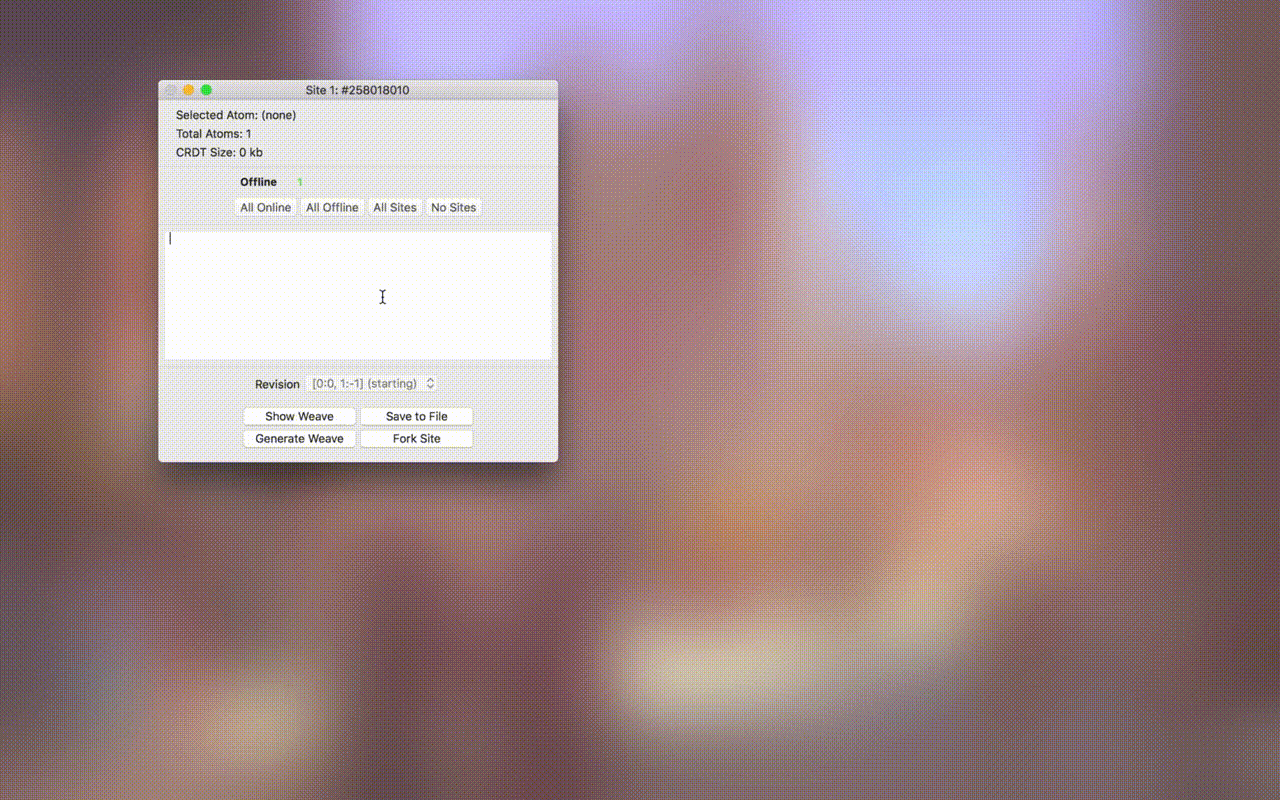 Site 1: #258018010
Selected Atom: (none)
Total Atoms: 1
CRDT Size: 0 kb
Offline 1
All Online All Offline All Sites No Sites
Revision [0:0, 1:-1] (starting)
Show Weave Save to File
Generate Weave Fork Site